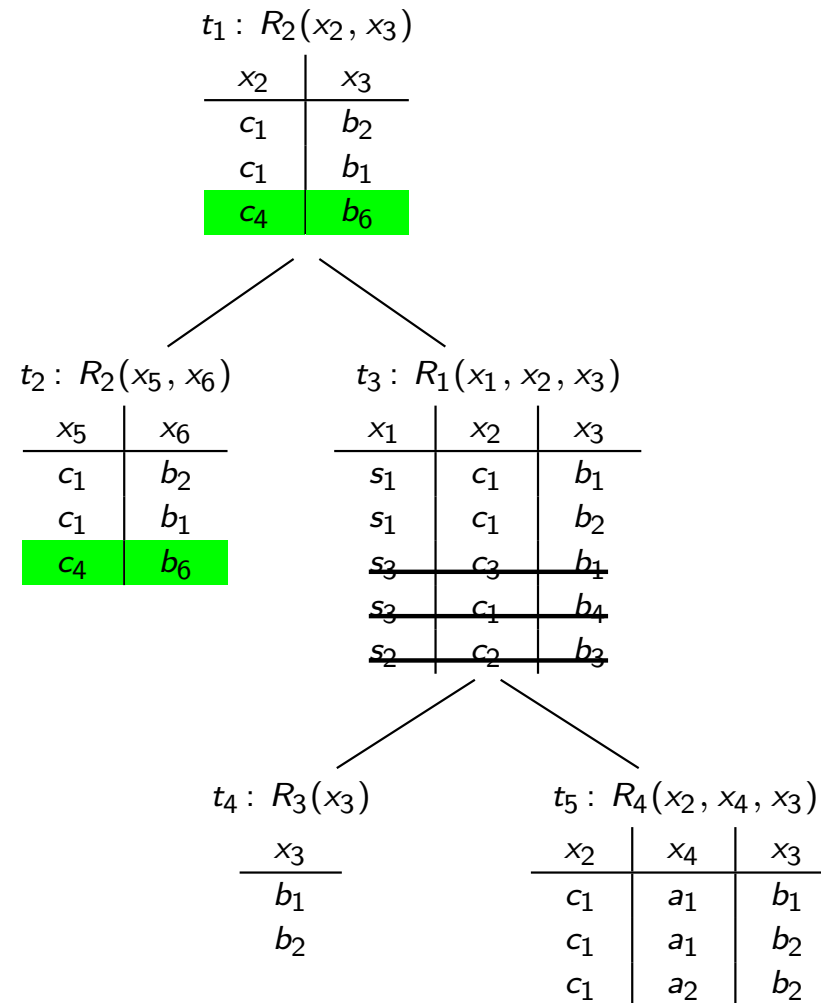 t₁ : R₂(x₂, x₃)
x₂ x₃
c₁ b₂
c₁ b₁
c₄ b₆
t₂ : R₂(x₅, x₆)
x₅ x₆
c₁ b₂
c₁ b₁
c₄ b₆
t₃ : R₁(x₁, x₂, x₃)
x₁ x₂ x₃
s₁ c₁ b₁
s₁ c₁ b₂
s₃ c₃ b₁
s₃ c₁ b₄
s₂ c₂ b₃
t₄ : R₃(x₃)
x₃
b₁
b₂
t₅ : R₄(x₂, x₄, x₃)
x₂ x₄ x₃
c₁ a₁ b₁
c₁ a₁ b₂
c₁ a₂ b₂